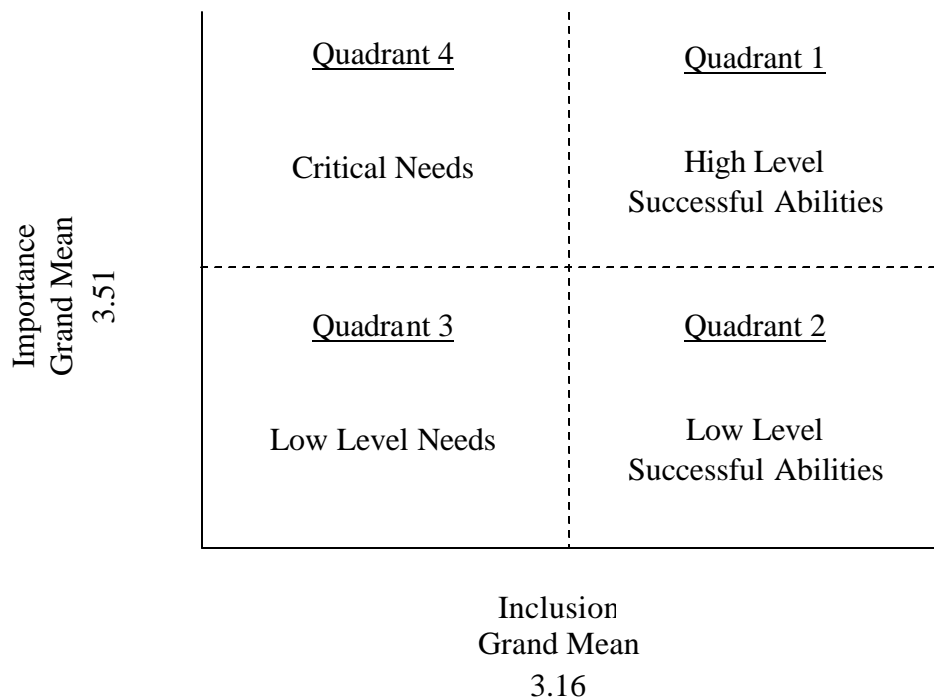 Quadrant 4
Quadrant 1
Critical Needs
High Level
Successful Abilities
Importance
Grand Mean
3.51
Quadrant 3
Quadrant 2
Low Level Needs
Low Level
Successful Abilities
Inclusion
Grand Mean
3.16